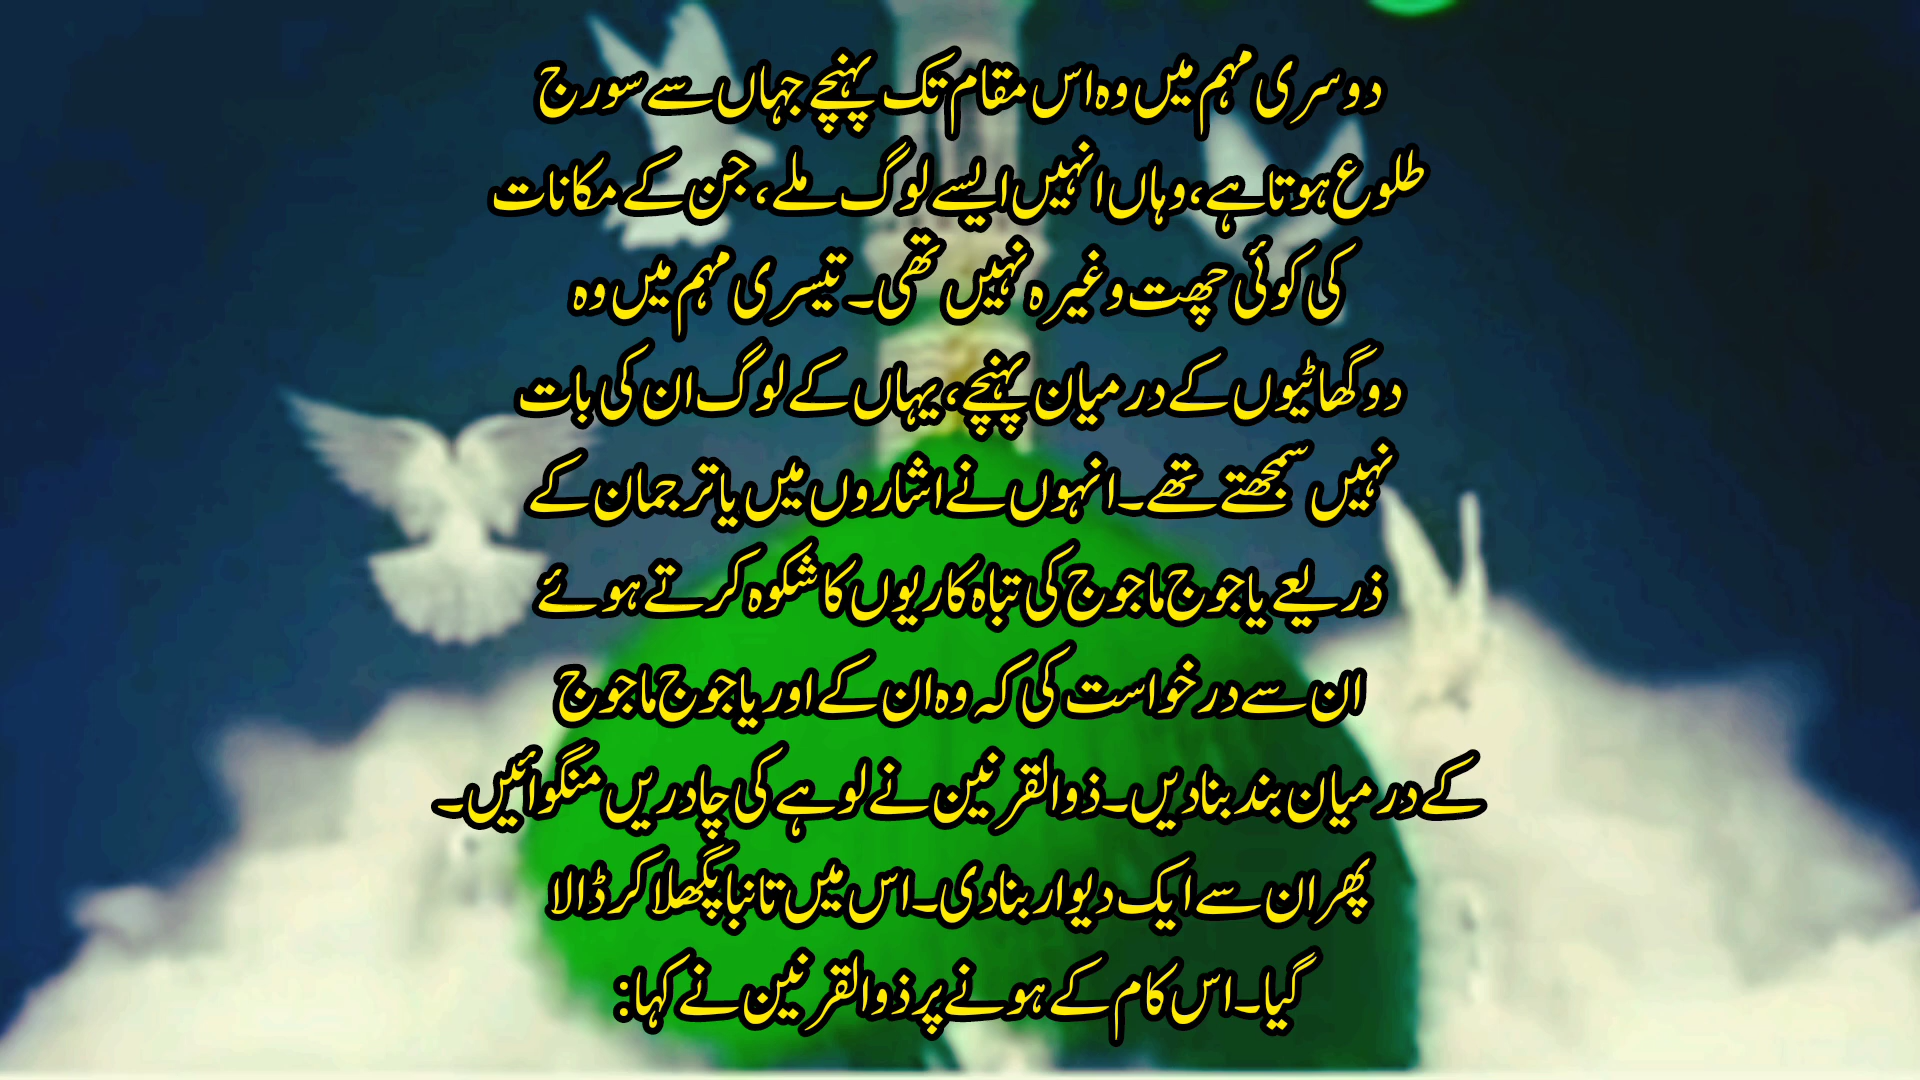 دوسری مہم میں وہ اس مقام تک پہنچے جہاں سے سورج
طلوع ہوتا ہے، وہاں انہیں ایسے لوگ ملے، جن کے مکانات
کی کوئی چھت وغیرہ نہیں تھی۔ تیسری مہم میں وہ
دو گھاٹیوں کے درمیان پہنچے، یہاں کے لوگ ان کی بات
نہیں سمجھتے تھے۔ انہوں نے اشاروں میں یا ترجمان کے
ذریعے یاجوج ماجوج کی تباہ کاریوں کا شکوہ کرتے ہوئے
ان سے درخواست کی کہ وہ ان کے اور یاجوج ماجوج
کے درمیان بند بنا دیں۔ ذوالقرنین نے لوہے کی چادریں منگوائیں۔
پھر ان سے ایک دیوار بنا دی۔ اس میں تانبا پگھلا کر ڈالا
گیا۔ اس کام کے ہونے پر ذوالقرنین نے کہا: